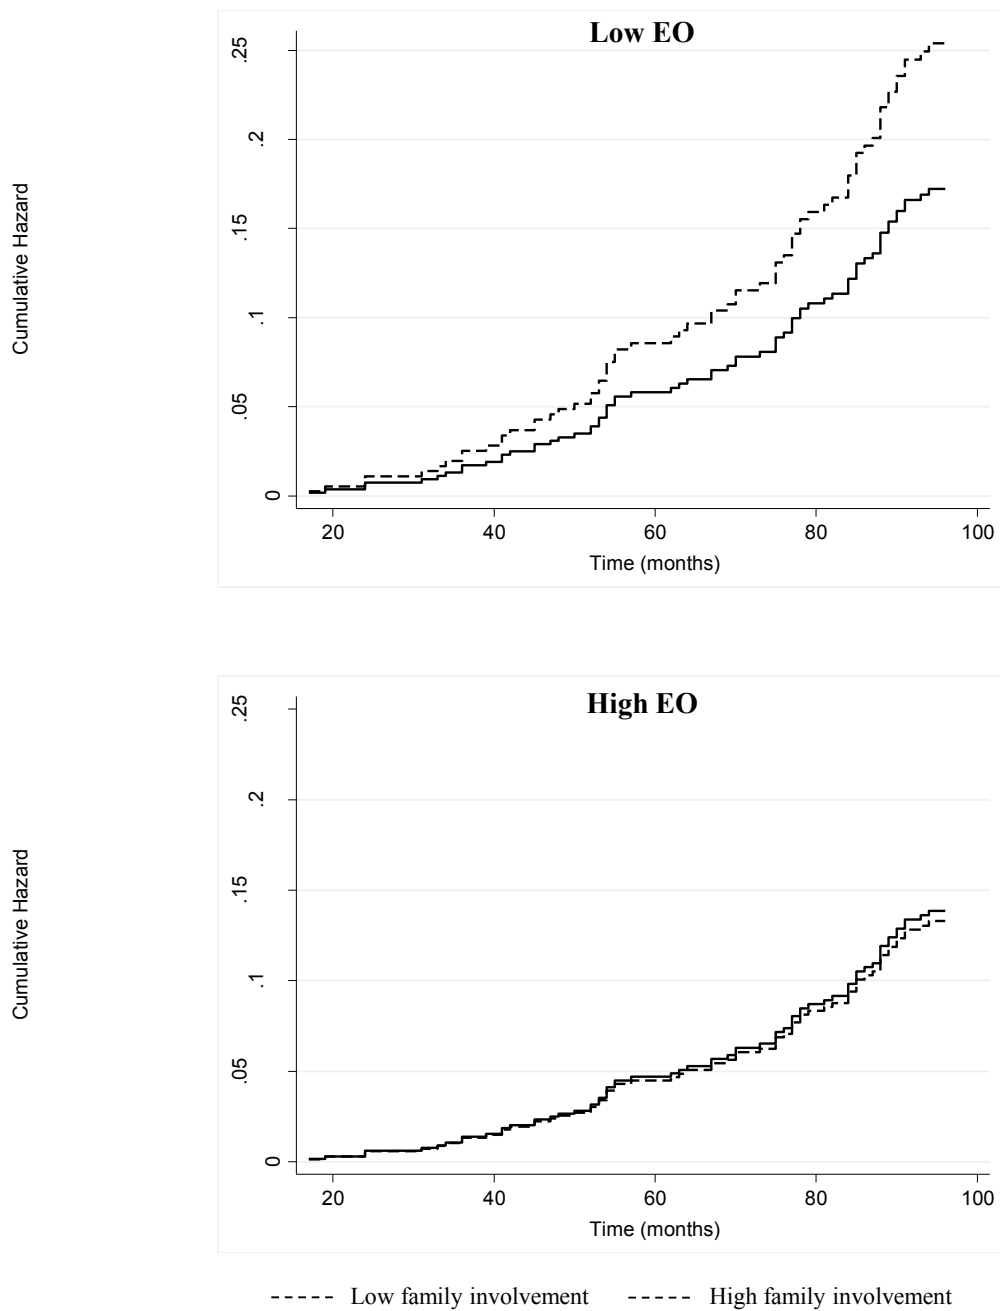 Low EO
Cumulative Hazard
.25
.2
.15
.1
.05
0
20 40 60 80 100
Time (months)
High EO
Cumulative Hazard
.25
.2
.15
.1
.05
0
20 40 60 80 100
Time (months)
Low family involvement High family involvement